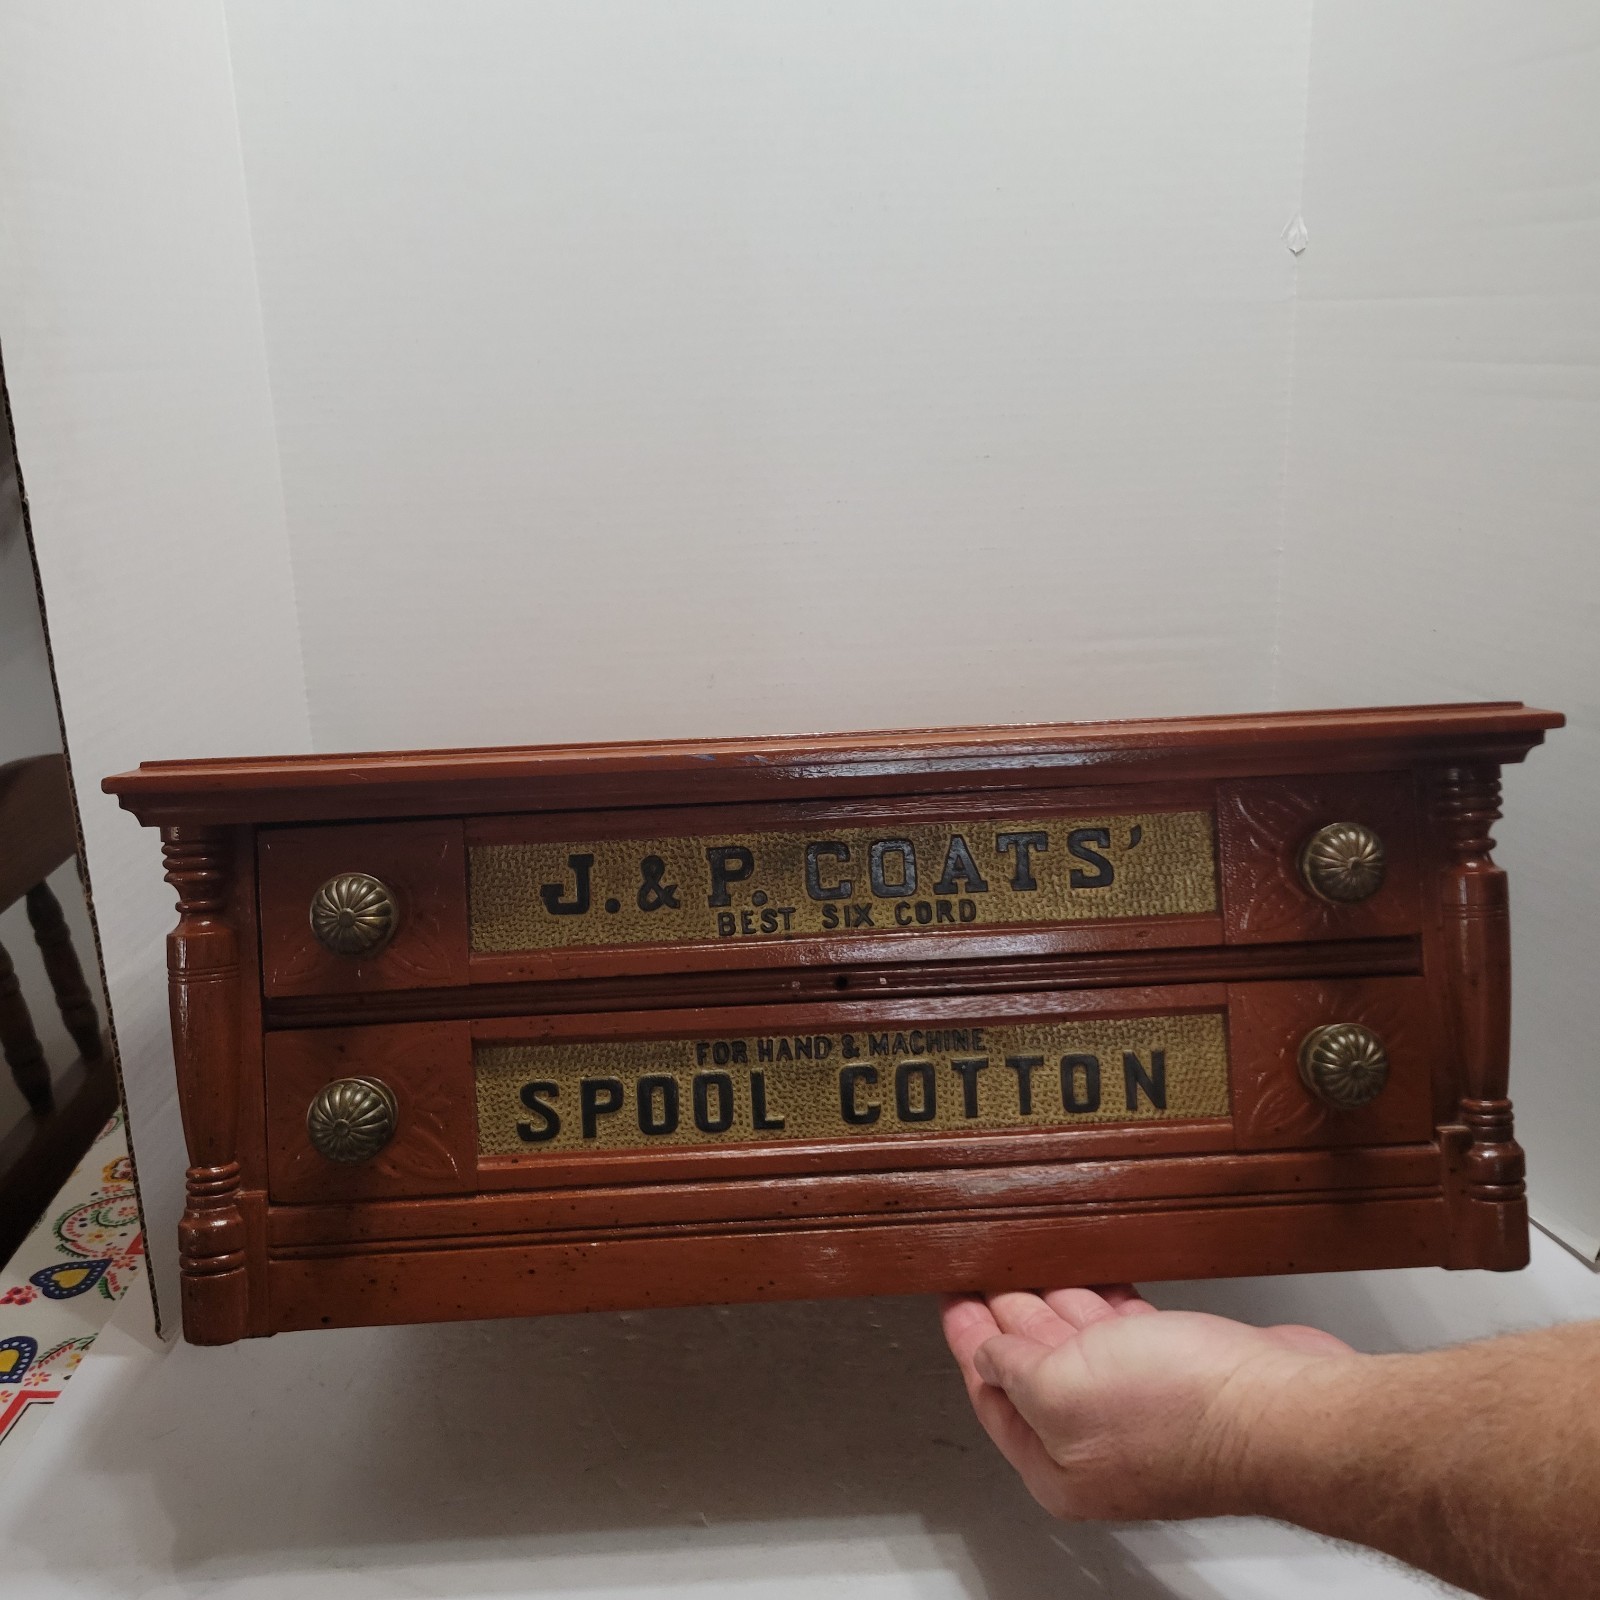 J. & P. COATS'
BEST SIX CORD
FOR HAND & MACHINE
SPOOL COTTON